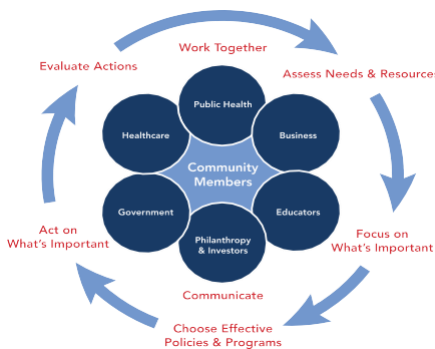 Work Together
Evaluate Actions
Assess Needs & Resources
Public Health
Healthcare
Business
Community
Members
Government
Educators
Philanthropy
& Investors
Act on
What's Important
Focus on
What's Important
Communicate
Choose Effective
Policies & Programs